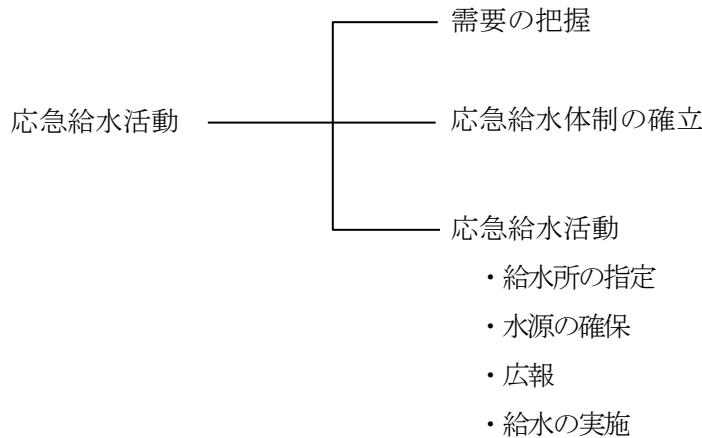 需要の把握
応急給水活動
応急給水体制の確立
応急給水活動
・給水所の指定
・水源の確保
・広報
・給水の実施